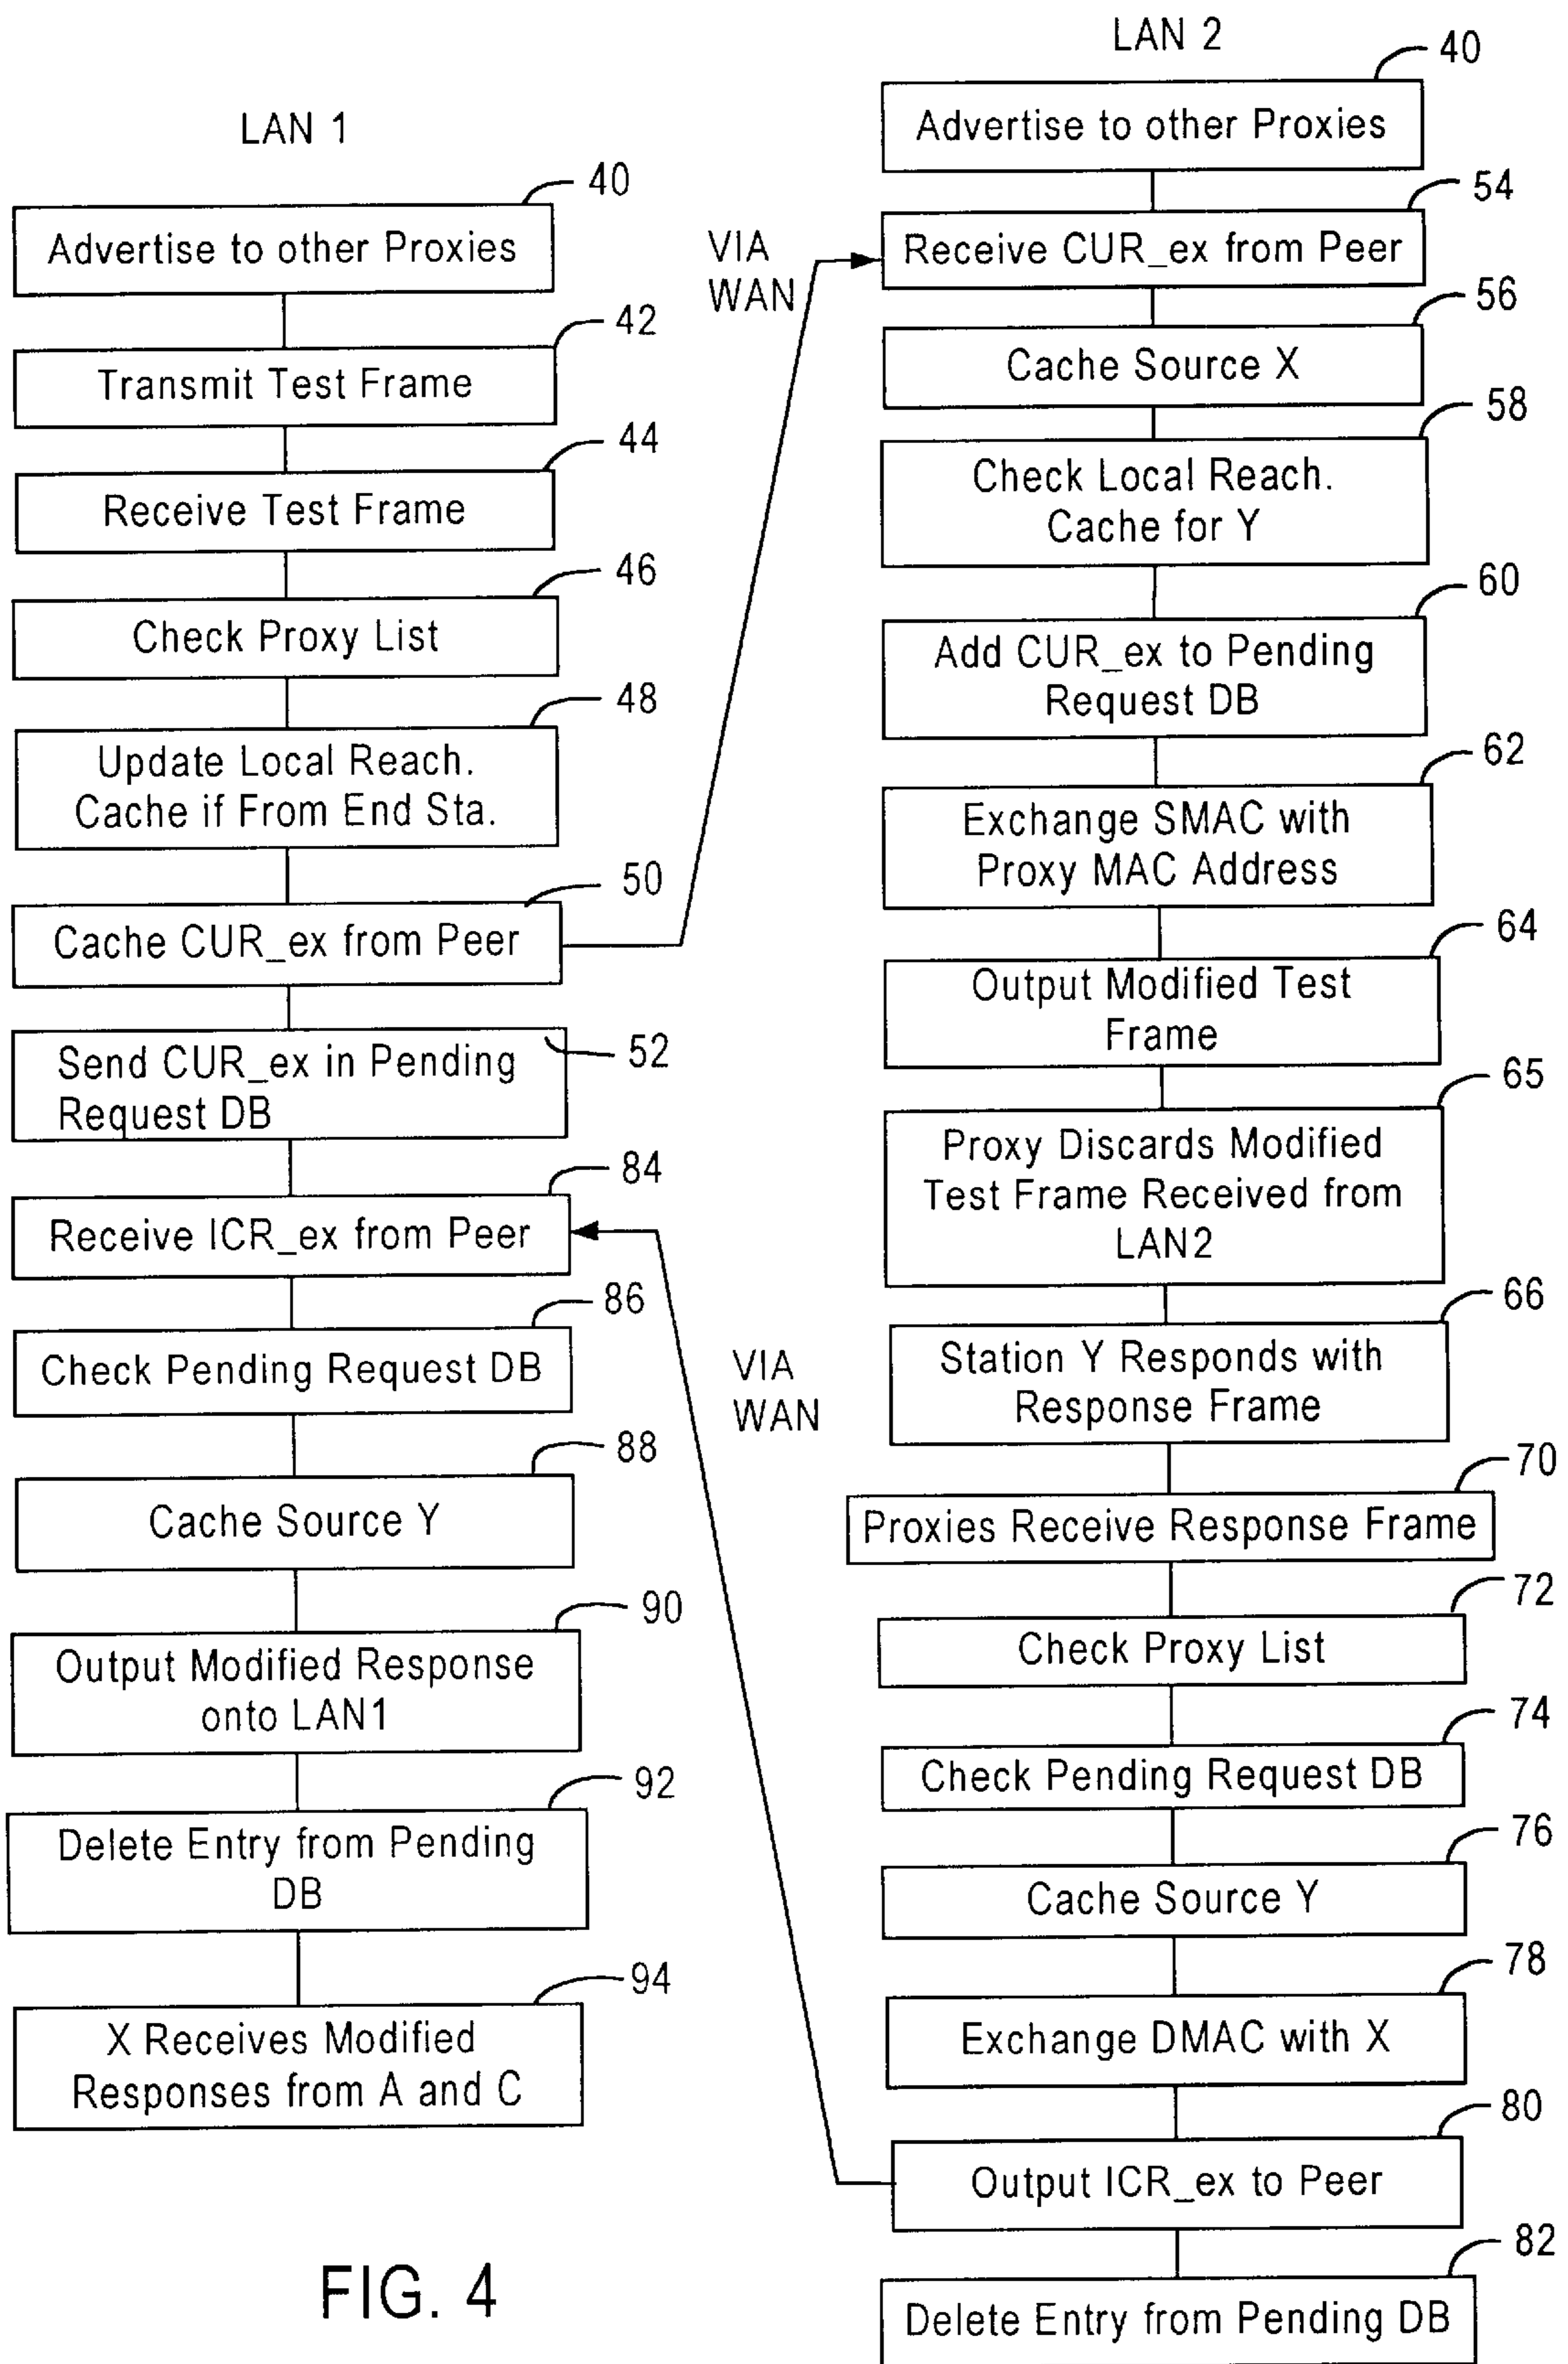 LAN 1
40
Advertise to other Proxies
42
Transmit Test Frame
44
Receive Test Frame
46
Check Proxy List
48
Update Local Reach.
Cache if From End Sta.
50
Cache CUR_ex from Peer
52
Send CUR_ex in Pending
Request DB
84
Receive ICR_ex from Peer
86
Check Pending Request DB
88
Cache Source Y
90
Output Modified Response
onto LAN1
92
Delete Entry from Pending
DB
94
X Receives Modified
Responses from A and C
VIA
WAN
VIA
WAN
LAN 2
40
Advertise to other Proxies
54
Receive CUR_ex from Peer
56
Cache Source X
58
Check Local Reach.
Cache for Y
60
Add CUR_ex to Pending
Request DB
62
Exchange SMAC with
Proxy MAC Address
64
Output Modified Test
Frame
65
Proxy Discards Modified
Test Frame Received from
LAN2
66
Station Y Responds with
Response Frame
70
Proxies Receive Response Frame
72
Check Proxy List
74
Check Pending Request DB
76
Cache Source Y
78
Exchange DMAC with X
80
Output ICR_ex to Peer
82
Delete Entry from Pending DB
FIG. 4